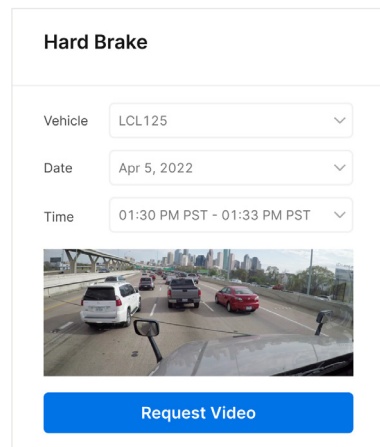 Hard Brake
Vehicle LCL125
Date Apr 5, 2022
Time 01:30 PM PST - 01:33 PM PST
Request Video